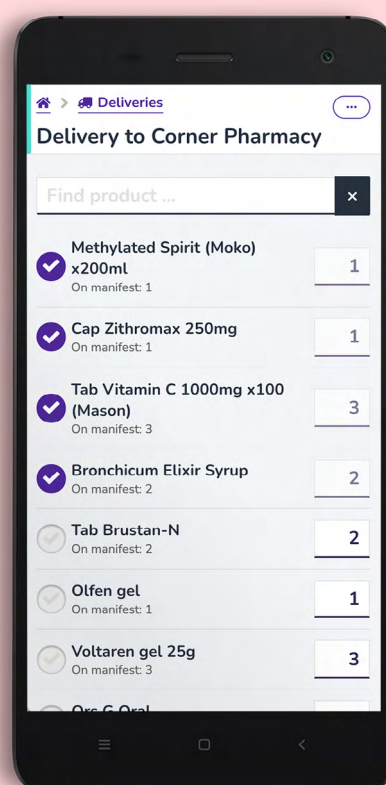 > Deliveries
Delivery to Corner Pharmacy
Find product ...
Methylated Spirit (Moko)
x200ml
1
On manifest: 1
Cap Zithromax 250mg
1
On manifest: 1
Tab Vitamin C 1000mg x100
(Mason)
3
On manifest: 3
Bronchicum Elixir Syrup
2
On manifest: 2
Tab Brustan-N
2
On manifest: 2
Olfen gel
1
On manifest: 1
Voltaren gel 25g
3
On manifest: 3
Ors G Oral